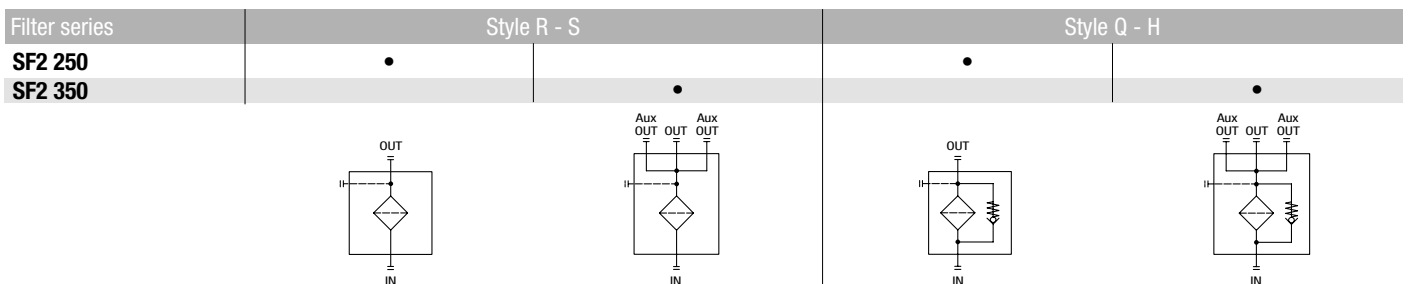 Filter series Style R - S Style Q - H
SF2 250 • •
SF2 350 • •
Aux Aux Aux Aux
OUT OUT OUT OUT OUT OUT
OUT OUT
IN IN IN IN